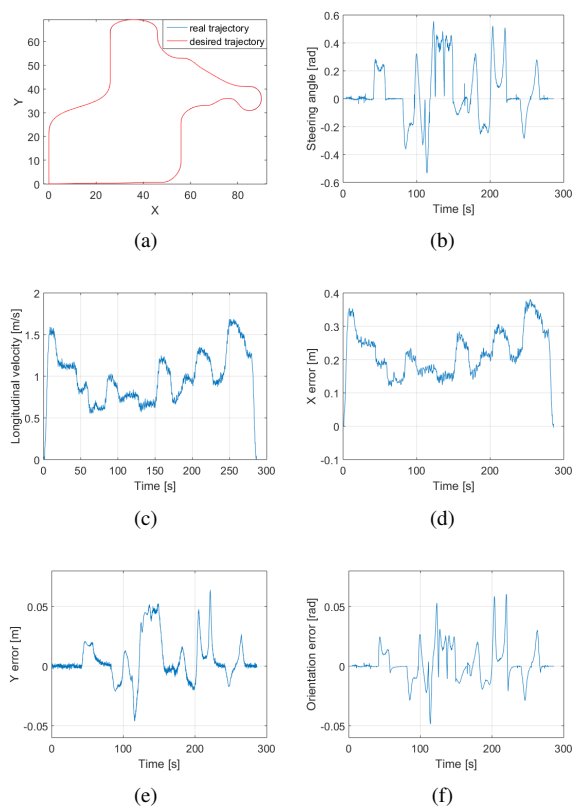 real trajectory
desired trajectory
60
50
40
30
20
10
0
0
20
40
60
80
Y
X
(a)
0.6
0.4
0.2
0
-0.2
-0.4
-0.6
0
100
200
300
Steering angle [rad]
Time [s]
(b)
2
1.5
1
0.5
0
0
50
100
150
200
250
300
Longitudinal velocity [m/s]
Time [s]
(c)
0.4
0.3
0.2
0.1
0
-0.1
0
100
200
300
X error [m]
Time [s]
(d)
0.05
0
-0.05
0
100
200
300
Y error [m]
Time [s]
(e)
0.05
0
-0.05
0
100
200
300
Orientation error [rad]
Time [s]
(f)